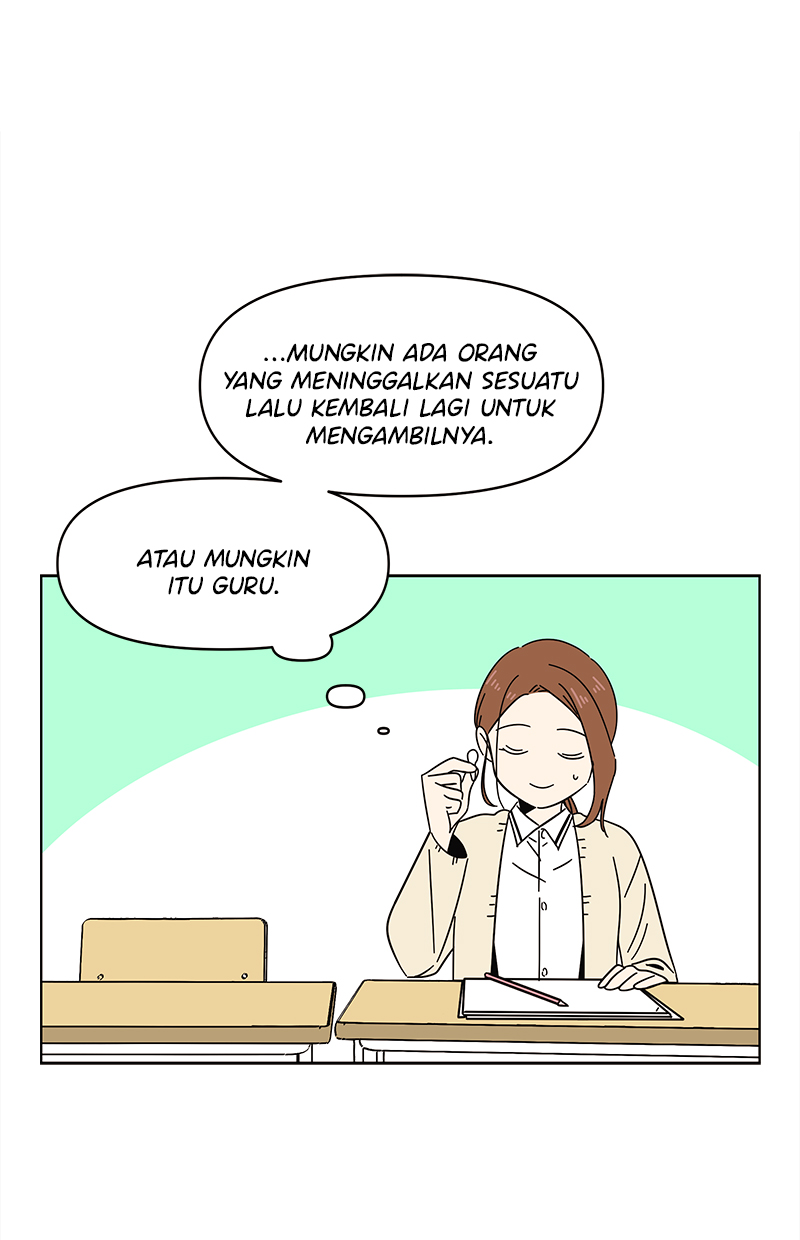 ...MUNGKIN ADA ORANG
YANG MENINGGALKAN SESUATU
LALU KEMBALI LAGI UNTUK
MENGAMBILNYA.
ATAU MUNGKIN
ITU GURU.